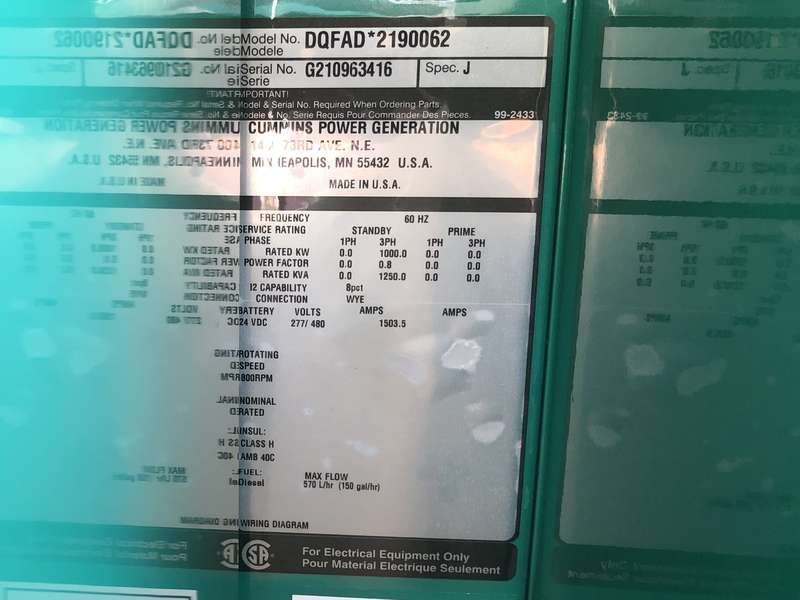 Model No. DQFAD*2190062
Modele
Serial No. G210963416 Spec. J
Serie
IMPORTANT!
Model & Serial No. Required When Ordering Parts.
Modele & No. Serie Requis Pour Commander Des Pieces. 99-2433
CUMMINS POWER GENERATION
73RD AVE. N.E.
MINNEAPOLIS, MN 55432 U.S.A.
MADE IN U.S.A.
FREQUENCY 60 HZ
SERVICE RATING STANDBY PRIME
PHASE 1PH 3PH 1PH 3PH
RATED KW 0.0 1000.0 0.0 0.0
POWER FACTOR 0.0 0.8 0.0 0.0
RATED KVA 0.0 1250.0 0.0 0.0
I2 CAPABILITY 8pct
CONNECTION WYE
BATTERY VOLTS AMPS AMPS
24 VDC 277/ 480 1503.5
ROTATING
SPEED
RPM
NOMINAL
RATED
INSUL:
CLASS H
AMB 40C
FUEL: MAX FLOW
Diesel 570 L/hr (150 gal/hr)
WIRING DIAGRAM
SA
For Electrical Equipment Only
Pour Material Electrique Seulement